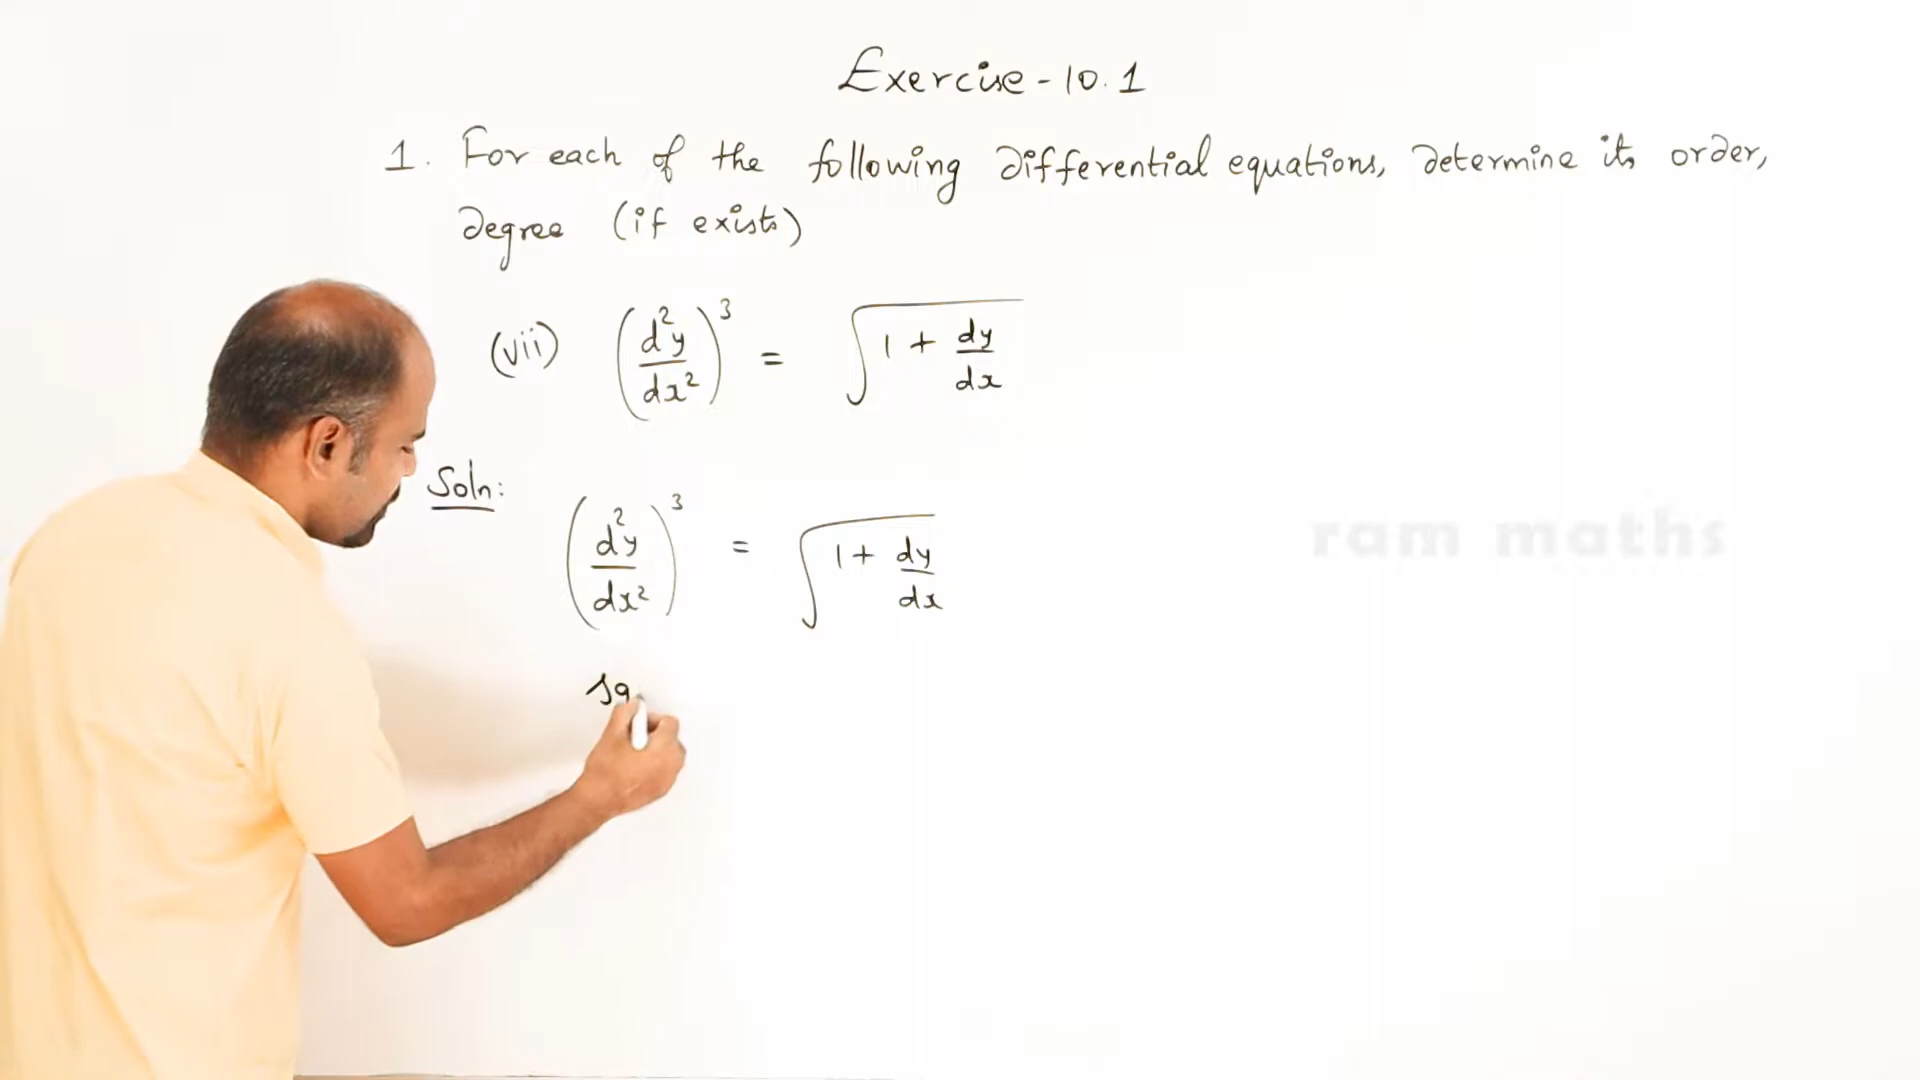 Exercise - 10.1
1. For each of the following differential equations, determine its order,
degree (if exists)
(vii) (d²y/dx²)³ = √(1 + dy/dx)
Soln: (d²y/dx²)³ = √(1 + dy/dx)
sq
ram maths